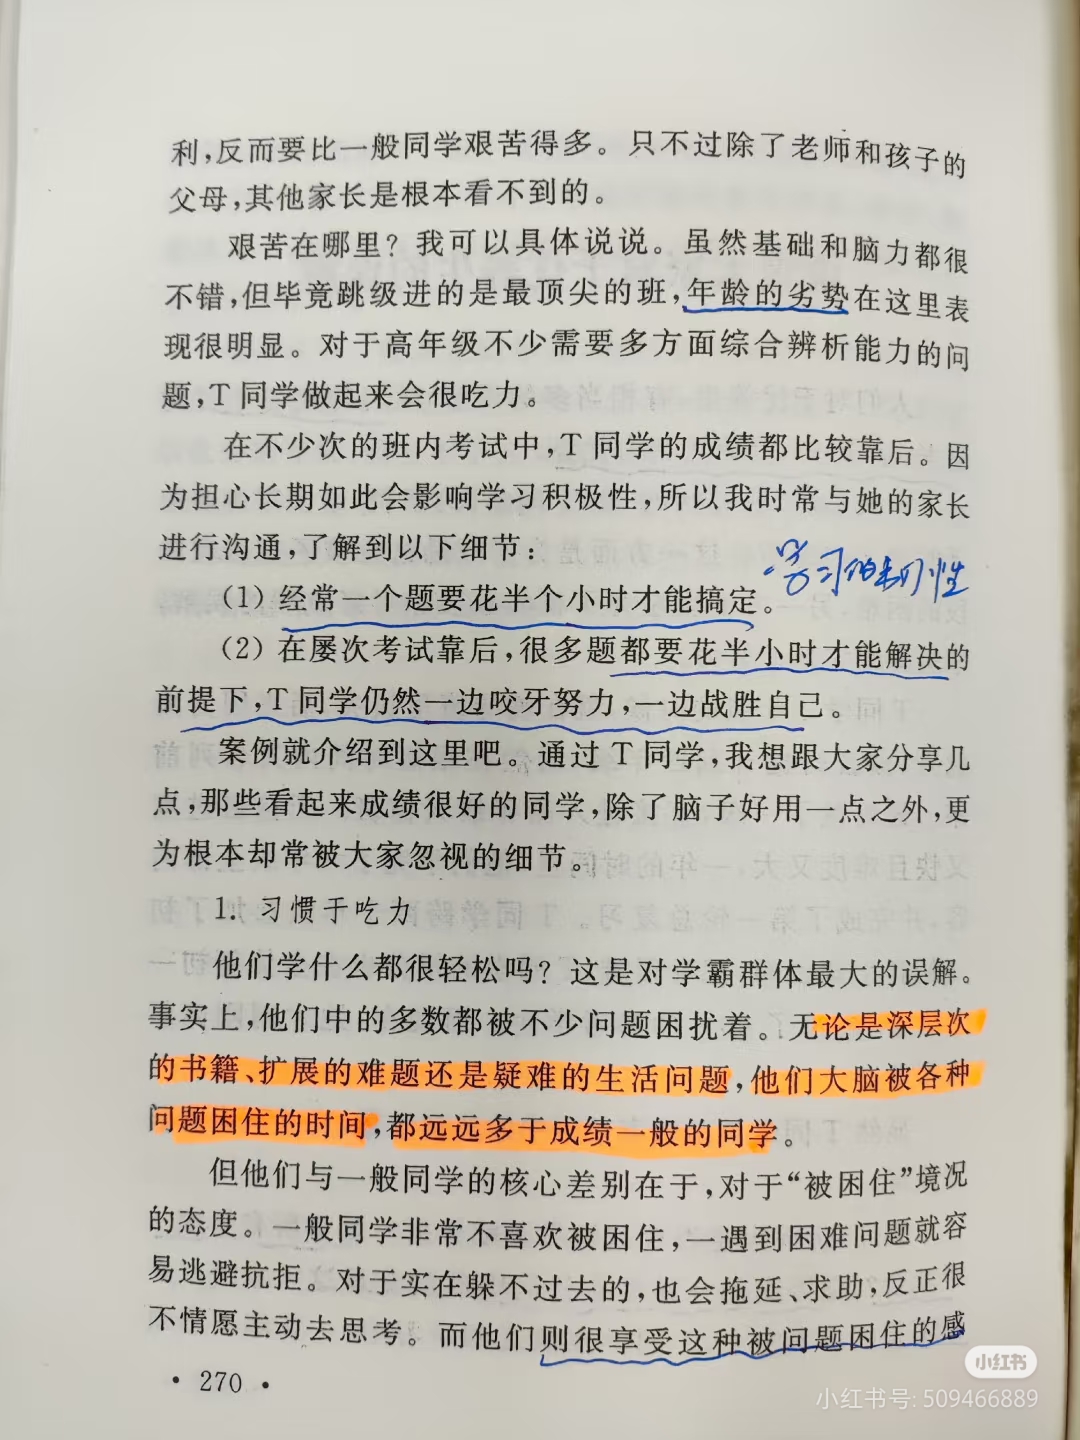 利,反而要比一般同学艰苦得多。只不过除了老师和孩子的
父母,其他家长是根本看不到的。
艰苦在哪里?我可以具体说说。虽然基础和脑力都很
不错,但毕竟跳级进的是最顶尖的班,年龄的劣势在这里表
现很明显。对于高年级不少需要多方面综合辨析能力的问
题,T同学做起来会很吃力。
在不少次的班内考试中,T同学的成绩都比较靠后。因
为担心长期如此会影响学习积极性,所以我时常与她的家长
进行沟通,了解到以下细节:
学习的韧性
(1)经常一个题要花半个小时才能搞定。
(2)在屡次考试靠后,很多题都要花半小时才能解决的
前提下,T同学仍然一边咬牙努力,一边战胜自己。
案例就介绍到这里吧。通过T同学,我想跟大家分享几
点,那些看起来成绩很好的同学,除了脑子好用一点之外,更
为根本却常被大家忽视的细节。
1. 习惯于吃力
他们学什么都很轻松吗?这是对学霸群体最大的误解。
事实上,他们中的多数都被不少问题困扰着。无论是深层次
的书籍、扩展的难题还是疑难的生活问题,他们大脑被各种
问题困住的时间,都远远多于成绩一般的同学。
但他们与一般同学的核心差别在于,对于“被困住”境况
的态度。一般同学非常不喜欢被困住,一遇到困难问题就容
易逃避抗拒。对于实在躲不过去的,也会拖延、求助,反正很
不情愿主动去思考。而他们则很享受这种被问题困住的感
· 270 ·
小红书
小红书号: 509466889